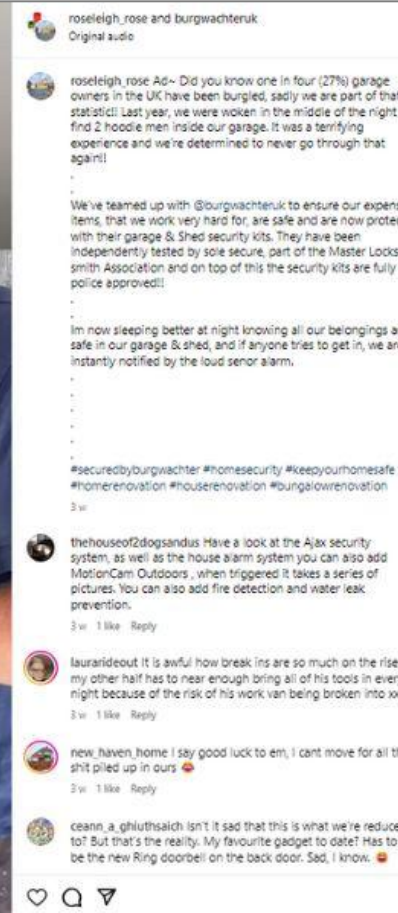 roseleigh_rose and burgwachteruk
Original audio
roseleigh_rose Ad~ Did you know one in four (27%) garage
owners in the UK have been burgled, sadly we are part of that
statistic!! Last year, we were woken in the middle of the night
find 2 hoodie men inside our garage. It was a terrifying
experience and we're determined to never go through that
again!!
.
.
We've teamed up with @burgwachteruk to ensure our expens
items, that we work very hard for, are safe and are now protec
with their garage & Shed security kits. They have been
independently tested by sole secure, part of the Master Locks
smith Association and on top of this the security kits are fully
police approved!!
.
.
Im now sleeping better at night knowing all our belongings a
safe in our garage & shed, and if anyone tries to get in, we are
instantly notified by the loud senor alarm.
.
.
.
.
.
#securedbyburgwachter #homesecurity #keepyourhomesafe
#homerenovation #houserenovation #bungalowrenovation
3 w
thehouseof2dogsandus Have a look at the Ajax security
system, as well as the house alarm system you can also add
MotionCam Outdoors , when triggered it takes a series of
pictures. You can also add fire detection and water leak
prevention.
3 w 1 like Reply
laurarideout It is awful how break ins are so much on the rise
my other half has to near enough bring all of his tools in ever
night because of the risk of his work van being broken into xx
3 w 1 like Reply
new_haven_home I say good luck to em, I cant move for all th
shit piled up in ours 😂
3 w 1 like Reply
ceann_a_ghiuthsaich Isn't it sad that this is what we're reduce
to? But that's the reality. My favourite gadget to date? Has to
be the new Ring doorbell on the back door. Sad, I know. 😂